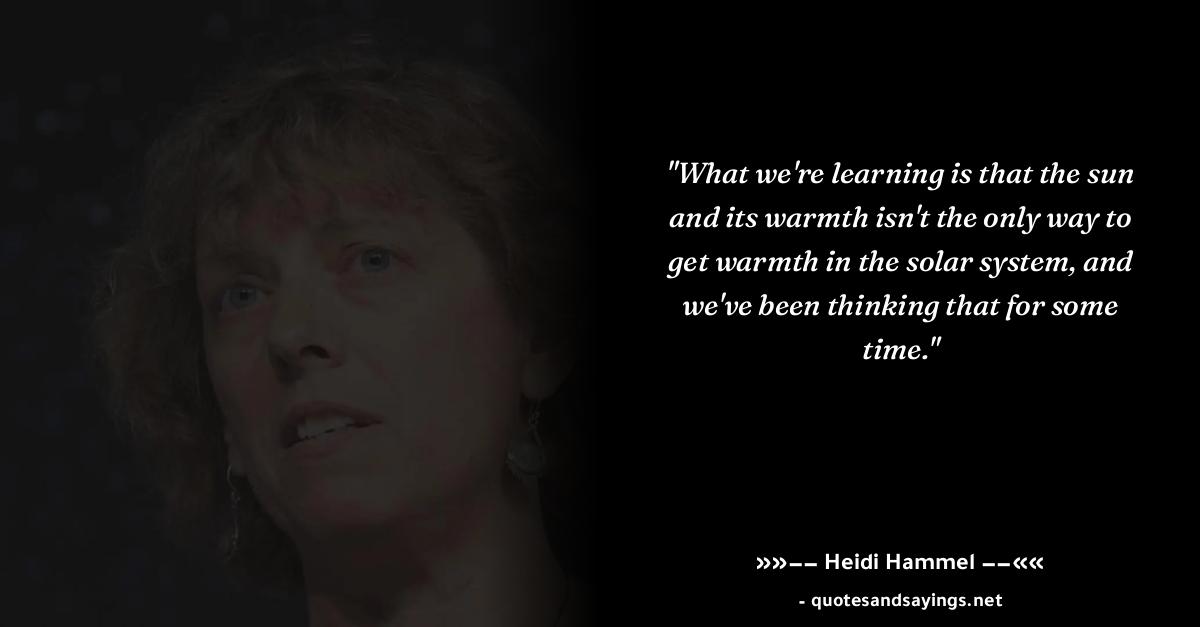 "What we're learning is that the sun
and its warmth isn't the only way to
get warmth in the solar system, and
we've been thinking that for some
time."
»»–– Heidi Hammel ––««
- quotesandsayings.net